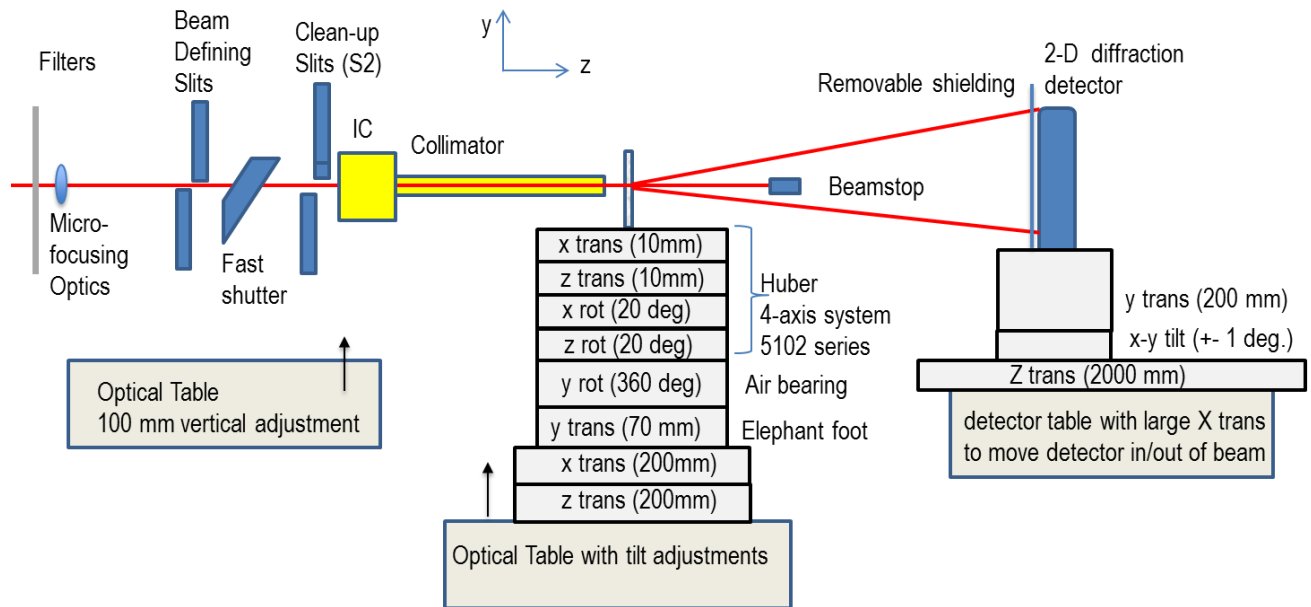 Filters
Beam
Defining
Slits
Clean-up
Slits (S2)
y
z
2-D diffraction
detector
Removable shielding
IC
Collimator
Beamstop
Micro-
focusing
Optics
Fast
shutter
x trans (10mm)
z trans (10mm)
x rot (20 deg)
z rot (20 deg)
Huber
4-axis system
5102 series
y rot (360 deg)
Air bearing
y trans (70 mm)
Elephant foot
x trans (200mm)
z trans (200mm)
Optical Table with tilt adjustments
Optical Table
100 mm vertical adjustment
y trans (200 mm)
x-y tilt (+- 1 deg.)
Z trans (2000 mm)
detector table with large X trans
to move detector in/out of beam